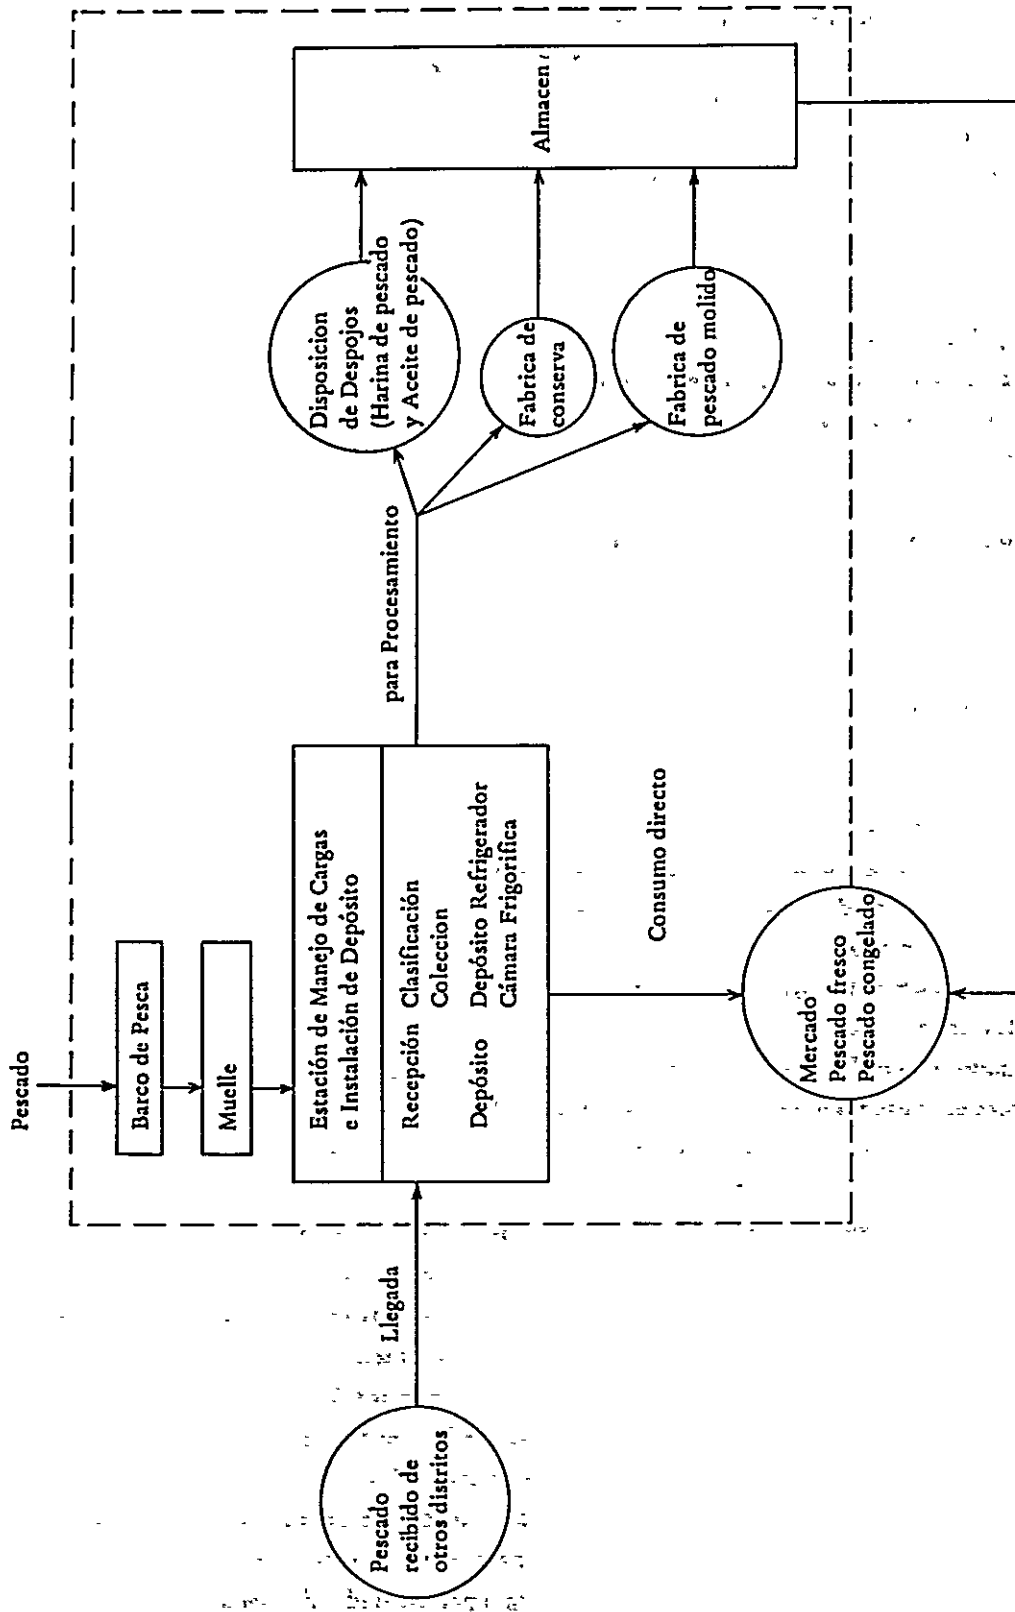 Pescado
Barco de Pesca
Muelle
Estación de Manejo de Cargas
e Instalación de Depósito
Recepción Clasificación
Coleccion
Depósito Depósito Refrigerador
Cámara Frigorifica
Pescado
recibido de
otros distritos
Llegada
para Procesamiento
Disposicion
de Despojos
(Harina de pescado
y Aceite de pescado)
Fabrica de
conserva
Fabrica de
pescado molido
Almacen
Consumo directo
Mercado
Pescado fresco
Pescado congelado